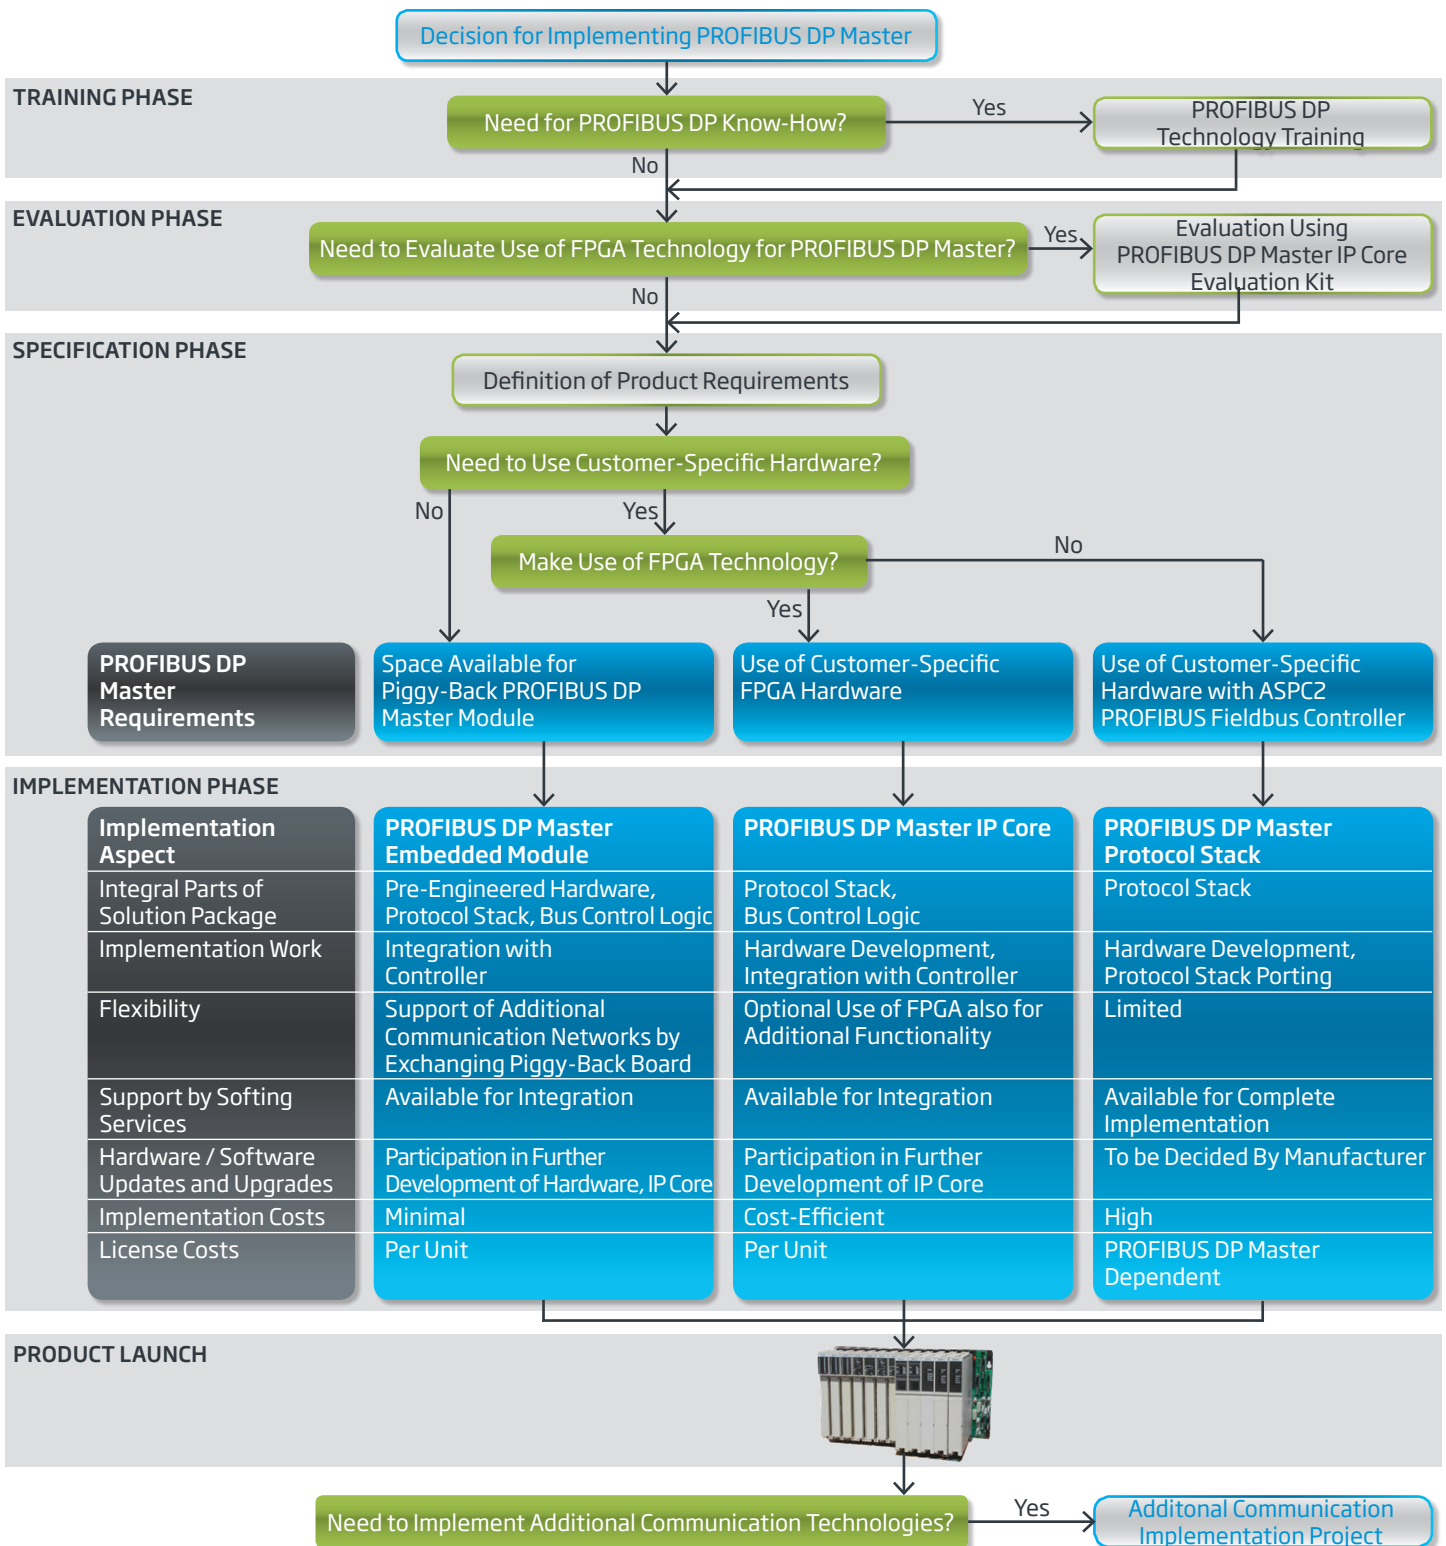 Decision for Implementing PROFIBUS DP Master
TRAINING PHASE
Need for PROFIBUS DP Know-How?
Yes
PROFIBUS DP
Technology Training
No
EVALUATION PHASE
Need to Evaluate Use of FPGA Technology for PROFIBUS DP Master?
Yes
Evaluation Using
PROFIBUS DP Master IP Core
Evaluation Kit
No
SPECIFICATION PHASE
Definition of Product Requirements
Need to Use Customer-Specific Hardware?
No
Yes
Make Use of FPGA Technology?
No
Yes
PROFIBUS DP
Master
Requirements
Space Available for
Piggy-Back PROFIBUS DP
Master Module
Use of Customer-Specific
FPGA Hardware
Use of Customer-Specific
Hardware with ASPC2
PROFIBUS Fieldbus Controller
IMPLEMENTATION PHASE
Implementation
Aspect
PROFIBUS DP Master
Embedded Module
PROFIBUS DP Master IP Core
PROFIBUS DP Master
Protocol Stack
Integral Parts of
Solution Package
Pre-Engineered Hardware,
Protocol Stack, Bus Control Logic
Protocol Stack,
Bus Control Logic
Protocol Stack
Implementation Work
Integration with
Controller
Hardware Development,
Integration with Controller
Hardware Development,
Protocol Stack Porting
Flexibility
Support of Additional
Communication Networks by
Exchanging Piggy-Back Board
Optional Use of FPGA also for
Additional Functionality
Limited
Support by Softing
Services
Available for Integration
Available for Integration
Available for Complete
Implementation
Hardware / Software
Updates and Upgrades
Participation in Further
Development of Hardware, IP Core
Participation in Further
Development of IP Core
To be Decided By Manufacturer
Implementation Costs
Minimal
Cost-Efficient
High
License Costs
Per Unit
Per Unit
PROFIBUS DP Master
Dependent
PRODUCT LAUNCH
Need to Implement Additional Communication Technologies?
Yes
Additonal Communication
Implementation Project